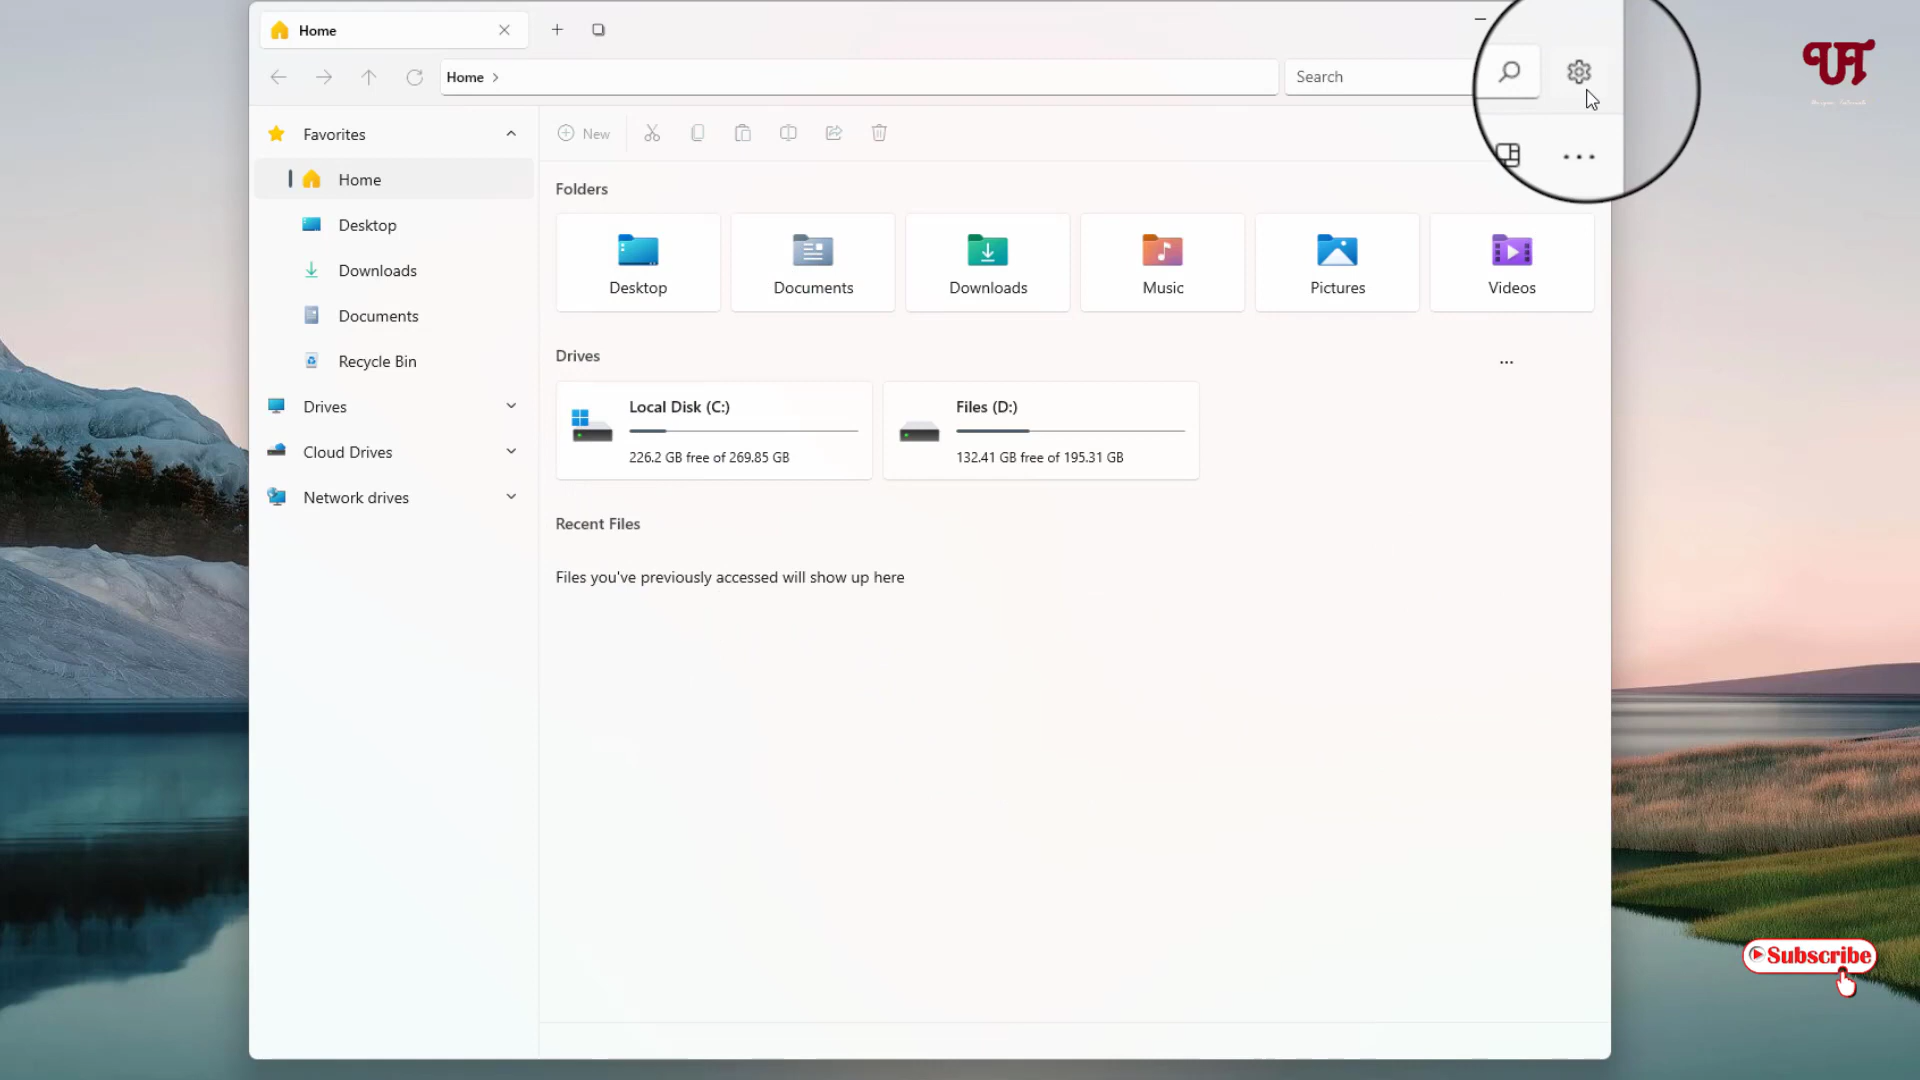 Home
Home
Search
Favorites
New
Home
Desktop
Downloads
Documents
Recycle Bin
Drives
Cloud Drives
Network drives
Folders
Desktop
Documents
Downloads
Music
Pictures
Videos
Drives
Local Disk (C:)
226.2 GB free of 269.85 GB
Files (D:)
132.41 GB free of 195.31 GB
Recent Files
Files you've previously accessed will show up here
Subscribe